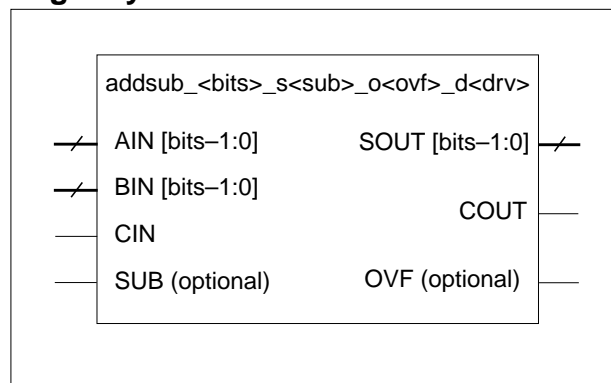 addsub_<bits>_s<sub>_o<ovf>_d<drv>
AIN [bits–1:0]
SOUT [bits–1:0]
BIN [bits–1:0]
COUT
CIN
SUB (optional)
OVF (optional)